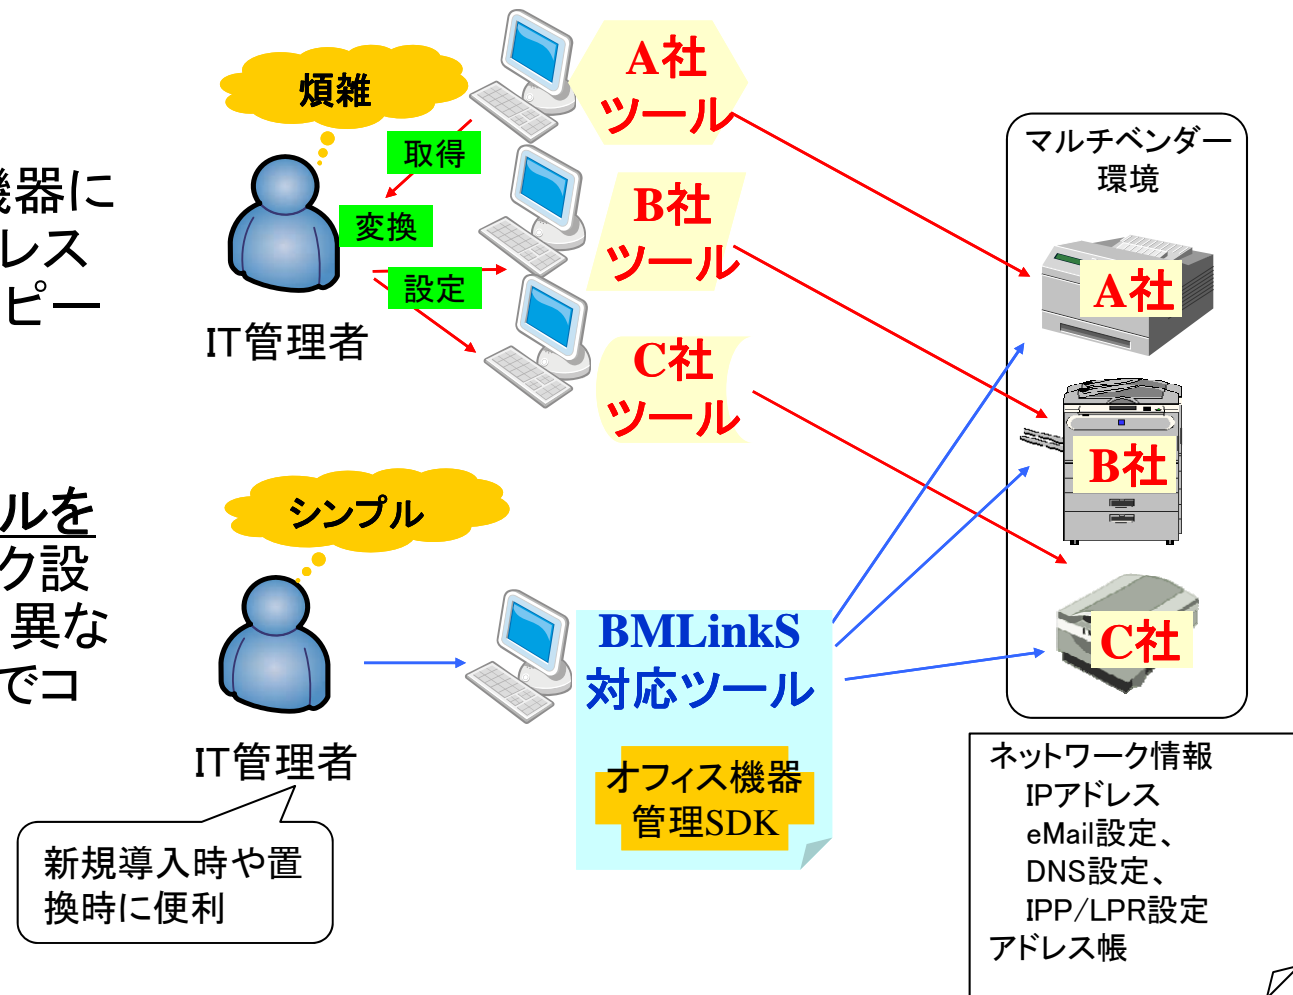 煩雑
A社
ツール
取得
変換
設定
B社
ツール
C社
ツール
IT管理者
機器に
レス
ピー
マルチベンダー
環境
A社
B社
C社
シンプル
ルを
ク設
異な
でコ
IT管理者
新規導入時や置
換時に便利
BMLinkS
対応ツール
オフィス機器
管理SDK
ネットワーク情報
IPアドレス
eMail設定、
DNS設定、
IPP/LPR設定
アドレス帳